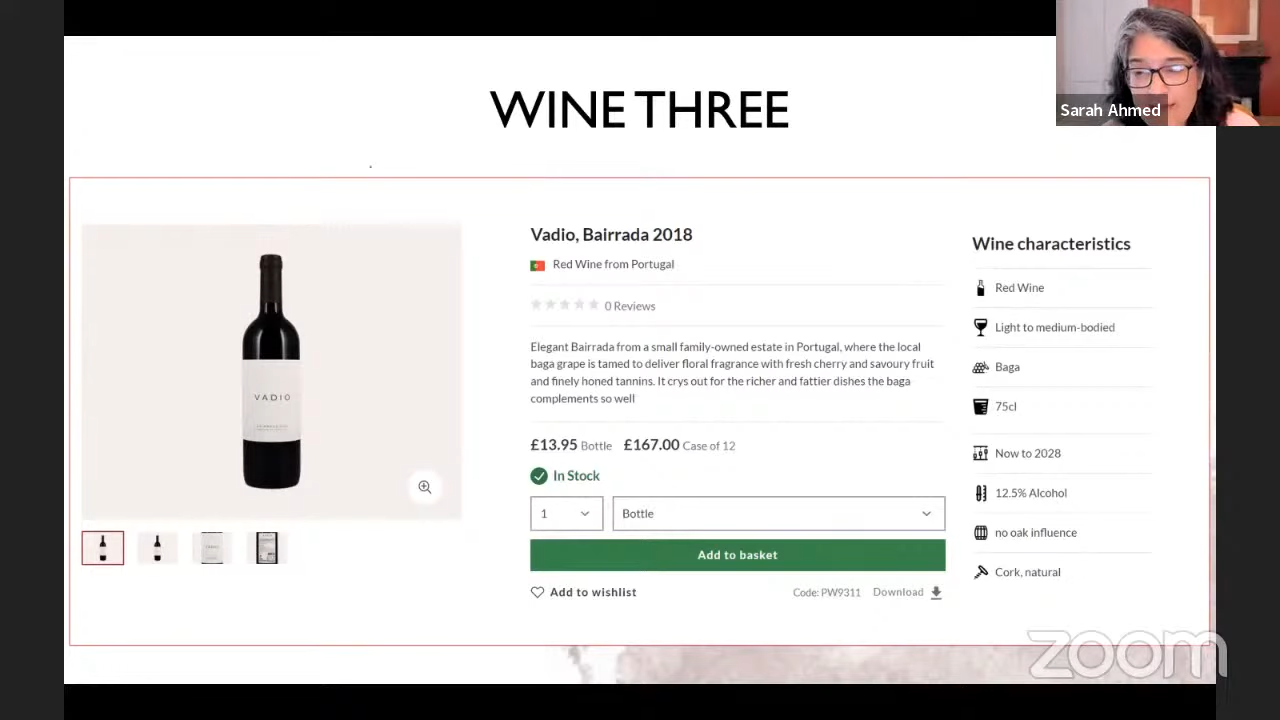 WINE THREE
Sarah Ahmed
VADIO
Vadio, Bairrada 2018
Red Wine from Portugal
0 Reviews
Elegant Bairrada from a small family-owned estate in Portugal, where the local
baga grape is tamed to deliver floral fragrance with fresh cherry and savoury fruit
and finely honed tannins. It crys out for the richer and fattier dishes the baga
complements so well
£13.95 Bottle £167.00 Case of 12
In Stock
1 Bottle
Add to basket
Add to wishlist Code: PW9311 Download
Wine characteristics
Red Wine
Light to medium-bodied
Baga
75cl
Now to 2028
12.5% Alcohol
no oak influence
Cork, natural
zoom